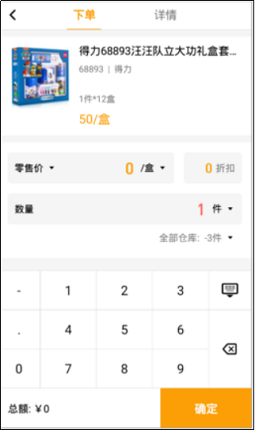 下单 详情
得力68893汪汪队立大功礼盒套...
68893 | 得力
1件*12盒
50/盒
零售价 0 /盒 0 折扣
数量 1 件
全部仓库: -3件
- 1 2 3
. 4 5 6
0 7 8 9
总额: ¥0 确定